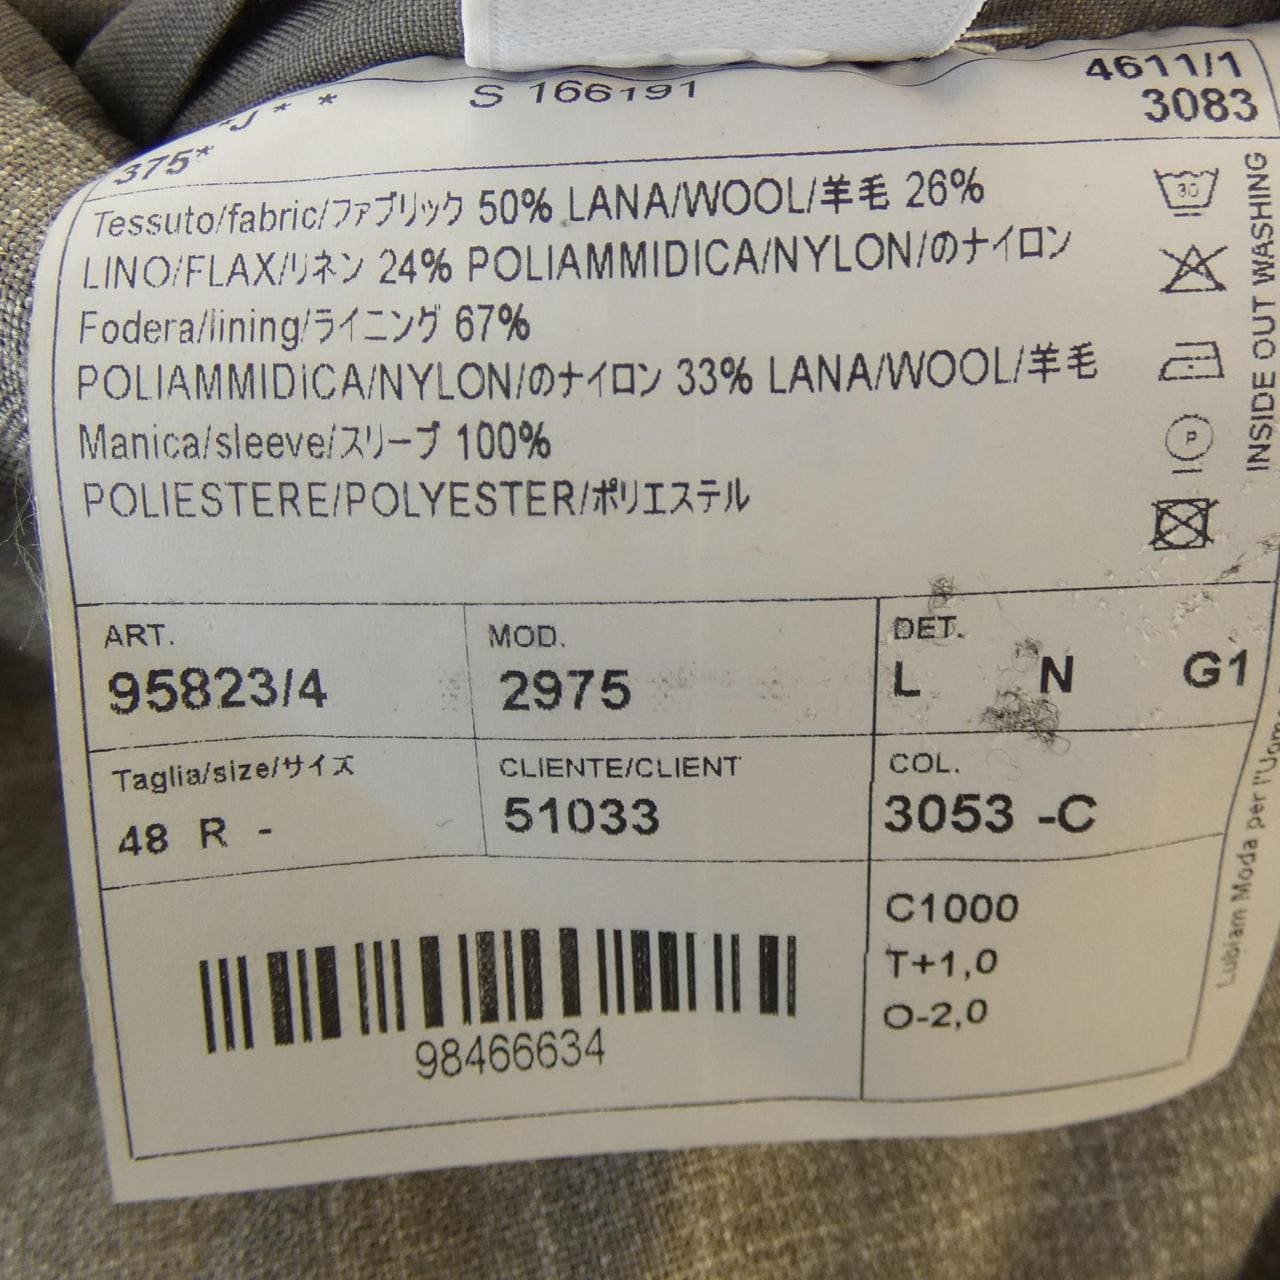 4611/1
375* *J* * S 166191 3083
Tessuto/fabric/ファブリック 50% LANA/WOOL/羊毛 26%
LINO/FLAX/リネン 24% POLIAMMIDICA/NYLON/のナイロン
Fodera/lining/ライニング 67%
POLIAMMIDICA/NYLON/のナイロン 33% LANA/WOOL/羊毛
Manica/sleeve/スリーブ 100%
POLIESTERE/POLYESTER/ポリエステル
30
P
INSIDE OUT WASHING
ART. MOD. DET.
95823/4 2975 L N G1
Taglia/size/サイズ CLIENTE/CLIENT COL.
48 R - 51033 3053 -C
C1000
T+1,0
O-2,0
98466634
Lubiam Moda per l'Uom